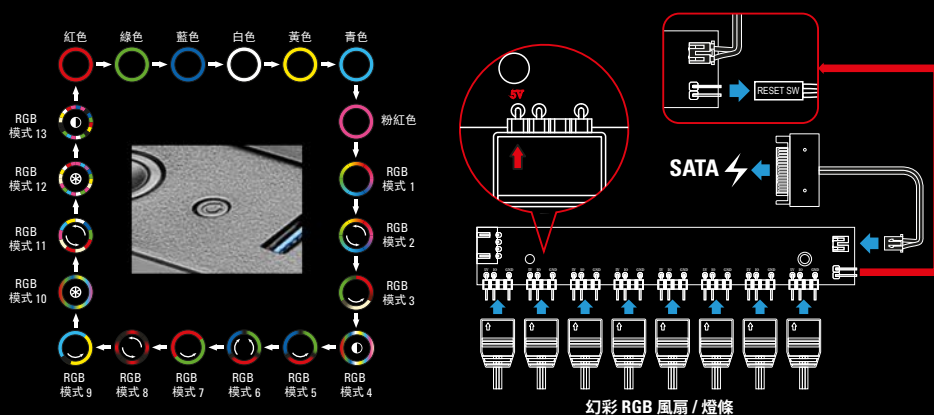 紅色
綠色
藍色
白色
黃色
青色
粉紅色
RGB
模式 1
RGB
模式 2
RGB
模式 3
RGB
模式 4
RGB
模式 5
RGB
模式 6
RGB
模式 7
RGB
模式 8
RGB
模式 9
RGB
模式 10
RGB
模式 11
RGB
模式 12
RGB
模式 13
5V
RESET SW
SATA
幻彩 RGB 風扇 / 燈條